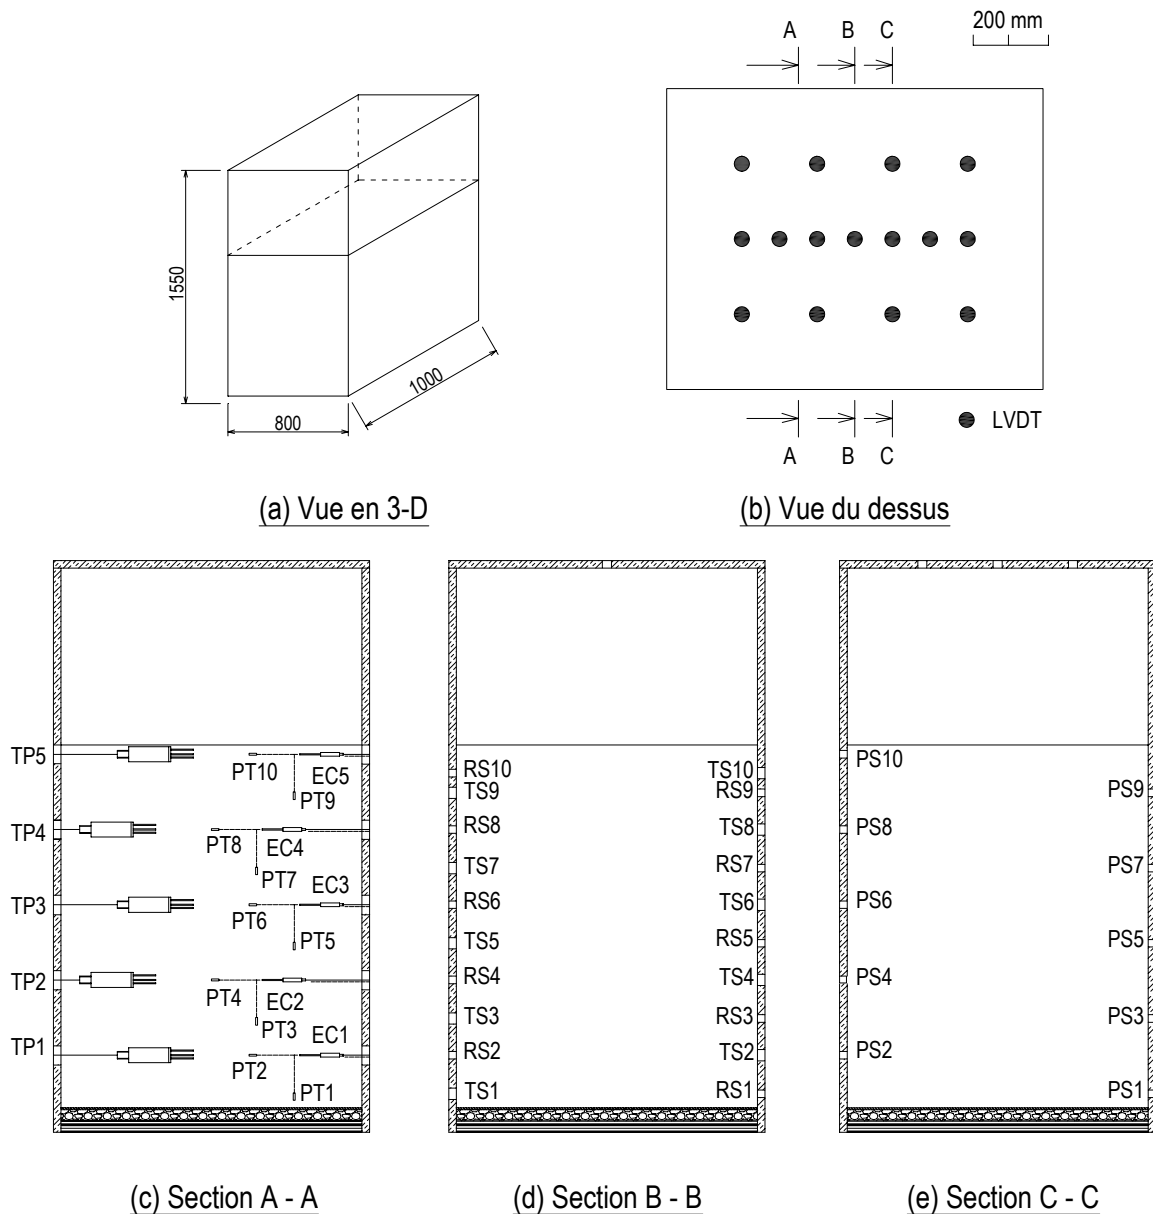 A B C 200 mm
1550
1000
800
A B C
LVDT
(a) Vue en 3-D
(b) Vue du dessus
TP5 PT10 EC5
PT9
TP4 PT8 EC4
PT7
TP3 EC3
PT6
PT5
TP2
PT4 EC2
PT3
TP1 EC1
PT2
PT1
RS10 TS10
TS9 RS9
RS8 TS8
TS7 RS7
RS6 TS6
TS5 RS5
RS4 TS4
TS3 RS3
RS2 TS2
TS1 RS1
PS10
PS9
PS8
PS7
PS6
PS5
PS4
PS3
PS2
PS1
(c) Section A - A
(d) Section B - B
(e) Section C - C